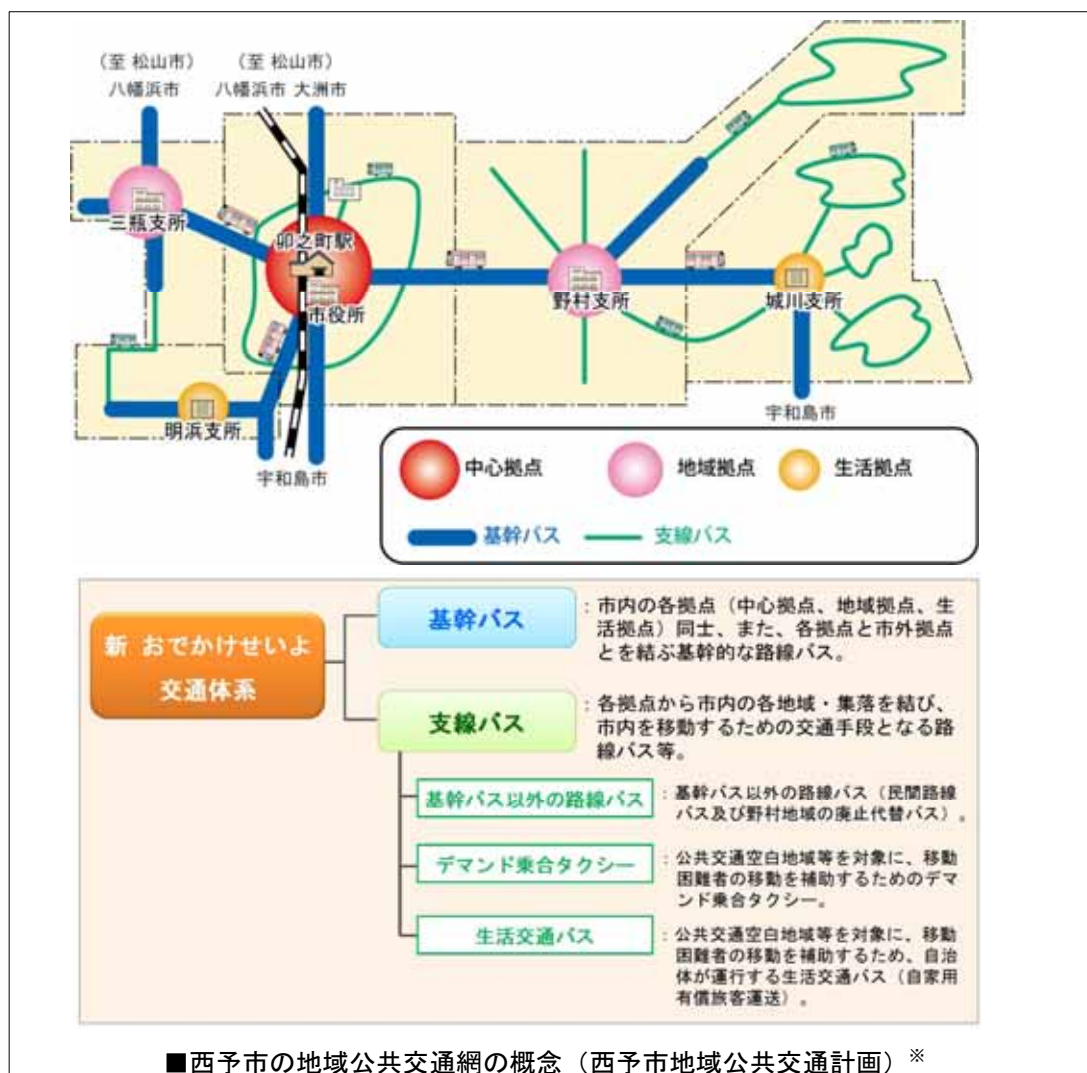 （至 松山市）　（至 松山市）
八幡浜市　八幡浜市 大洲市
三瓶支所
卯之町駅
市役所
野村支所
城川支所
明浜支所
宇和島市
宇和島市
中心拠点　地域拠点　生活拠点
基幹バス　支線バス
新 おでかけせいよ
交通体系
基幹バス
：市内の各拠点（中心拠点、地域拠点、生
活拠点）同士、また、各拠点と市外拠点
とを結ぶ基幹的な路線バス。
支線バス
：各拠点から市内の各地域・集落を結び、
市内を移動するための交通手段となる路
線バス等。
基幹バス以外の路線バス
：基幹バス以外の路線バス（民間路線
バス及び野村地域の廃止代替バス）。
デマンド乗合タクシー
：公共交通空白地域等を対象に、移動
困難者の移動を補助するためのデマ
ンド乗合タクシー。
生活交通バス
：公共交通空白地域等を対象に、移動
困難者の移動を補助するため、自治
体が運行する生活交通バス（自家用
有償旅客運送）。
■西予市の地域公共交通網の概念（西予市地域公共交通計画）※